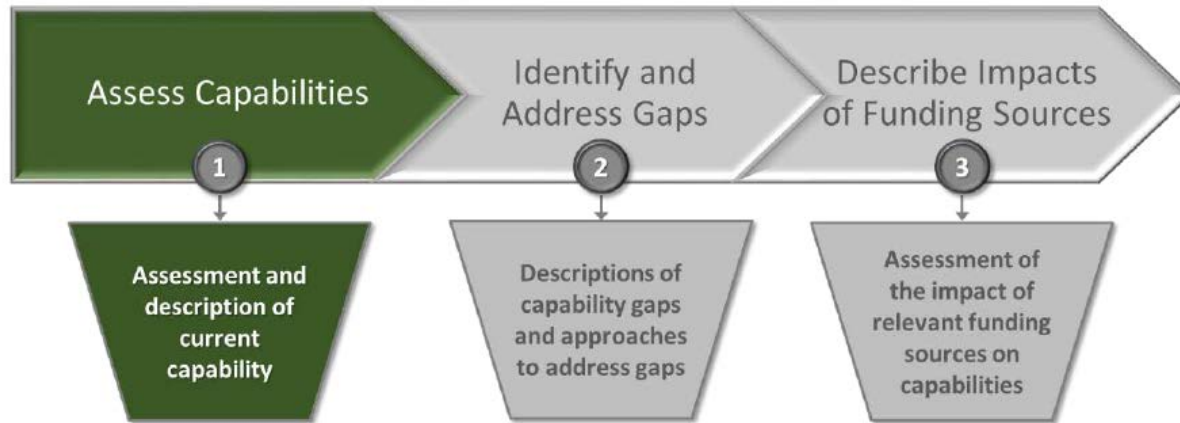 Assess Capabilities
1
Assessment and
description of
current
capability
Identify and
Address Gaps
2
Descriptions of
capability gaps
and approaches
to address gaps
Describe Impacts
of Funding Sources
3
Assessment of
the impact of
relevant funding
sources on
capabilities